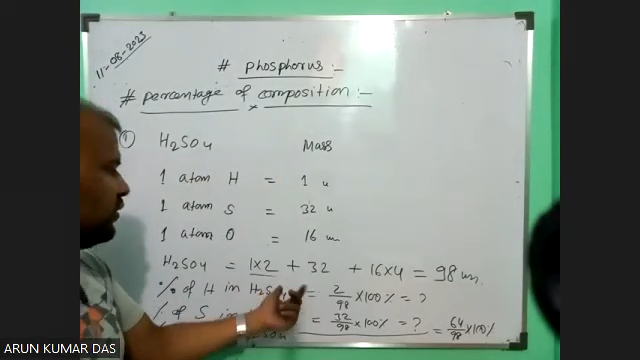 11-08-2023
# Phosphorus :-
# Percentage of composition :-
① H₂SO₄ Mass
1 atom H = 1 u
1 atom S = 32 u
1 atom O = 16 u
H₂SO₄ = 1×2 + 32 + 16×4 = 98 u
% of H in H₂SO₄ = 2/98 ×100% = ?
% of S in = 32/98 ×100% = ?
= 64/98 ×100%
ARUN KUMAR DAS